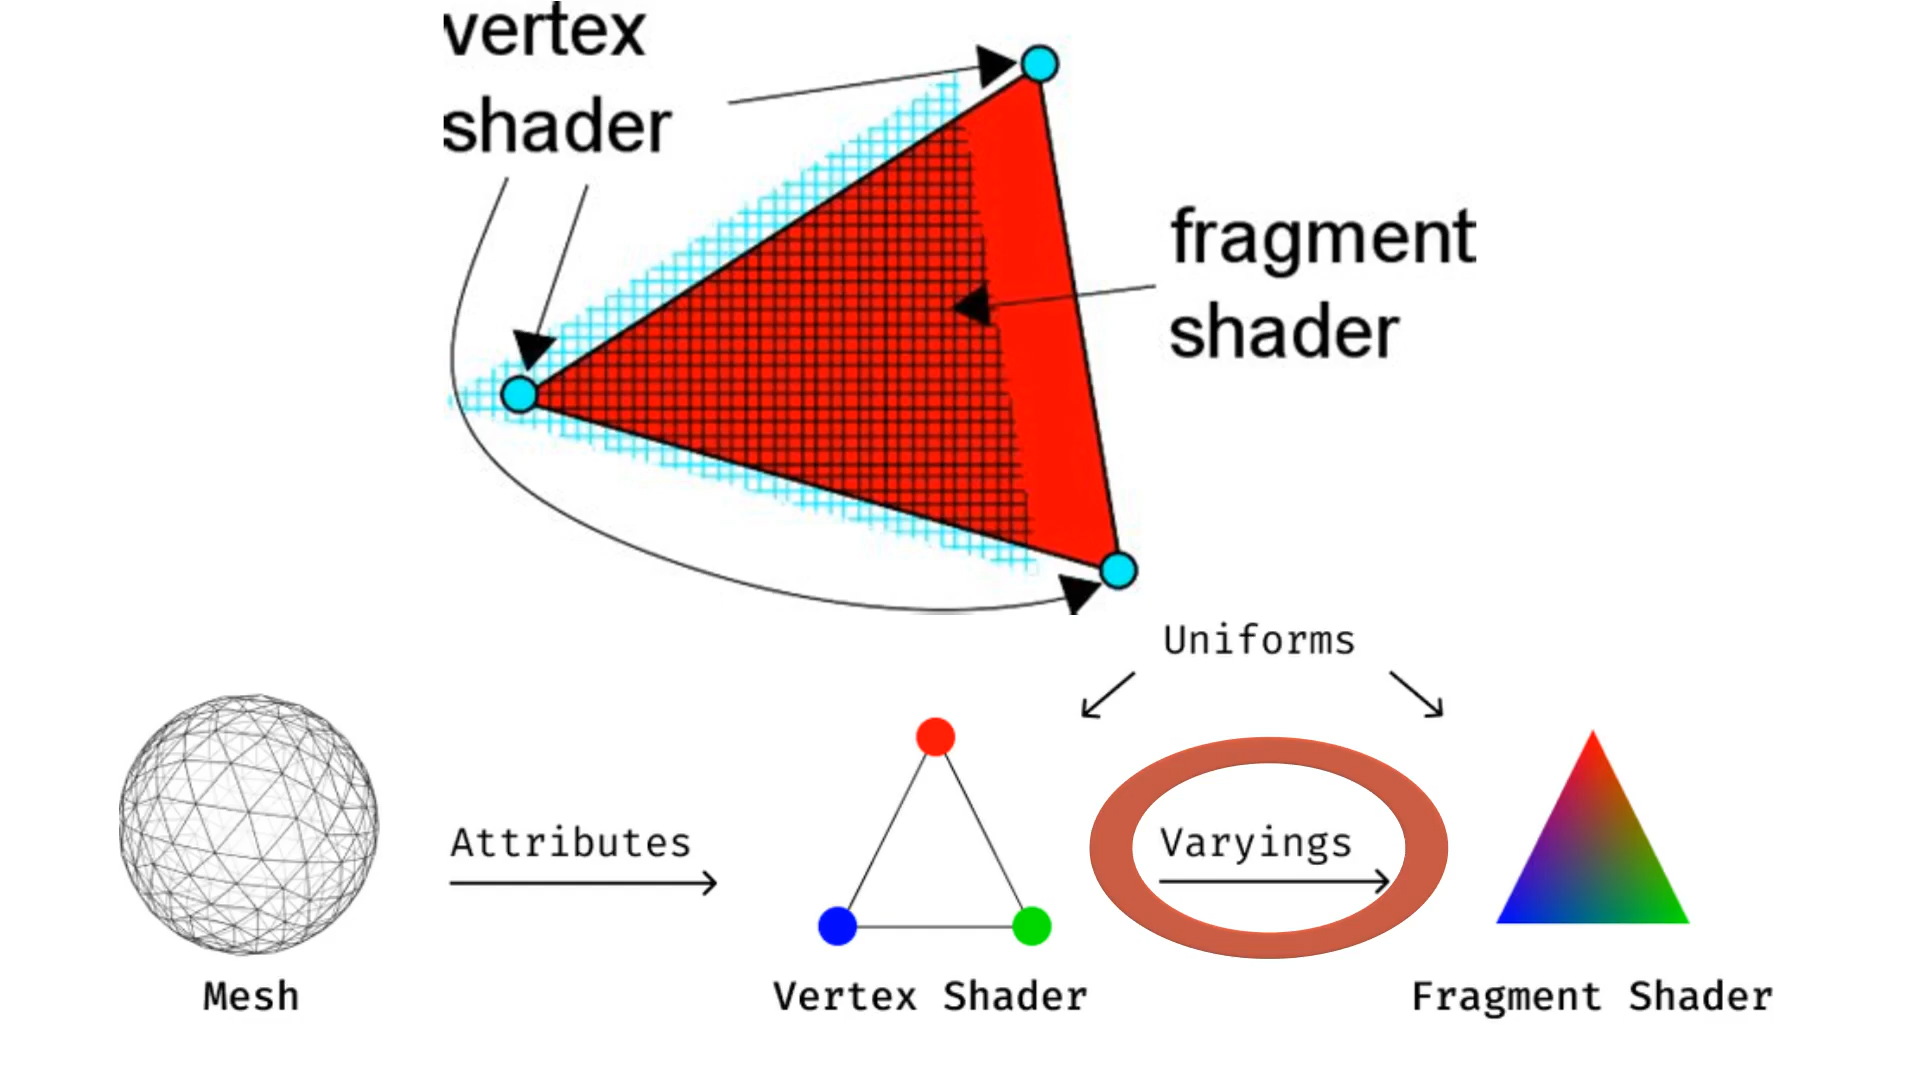 vertex
shader
fragment
shader
Uniforms
Attributes
Varyings
Mesh
Vertex Shader
Fragment Shader